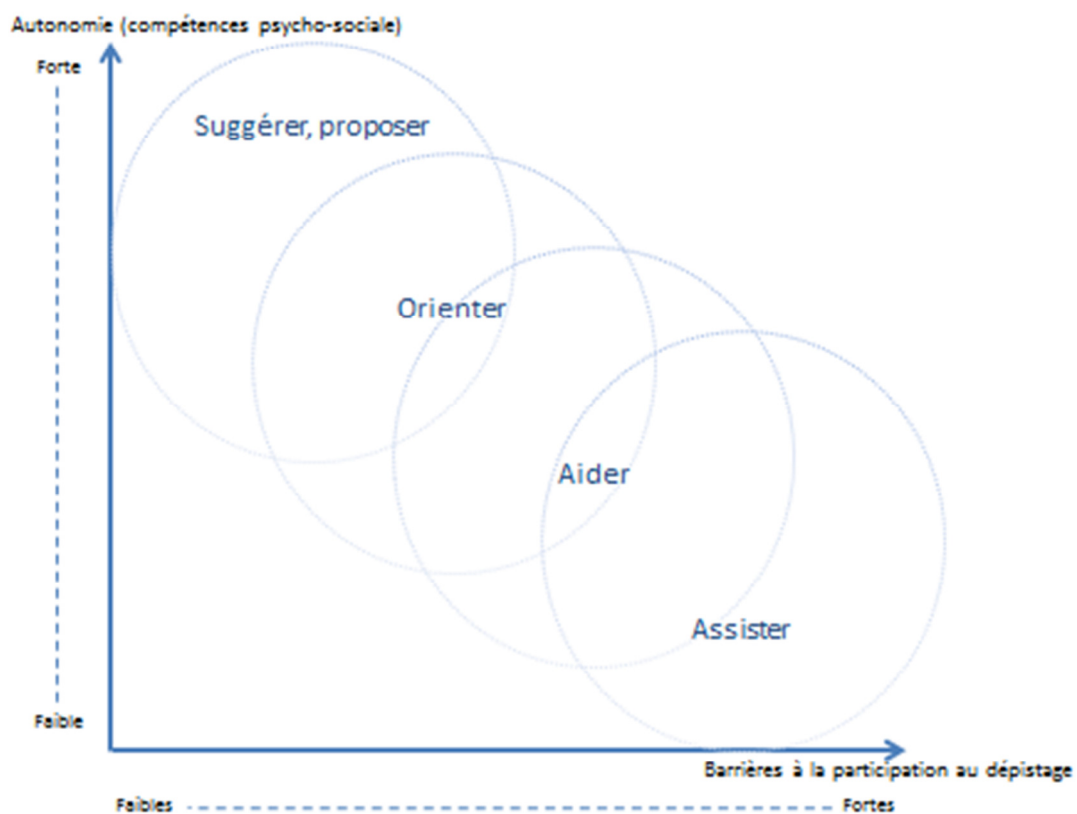 Autonomie (compétences psycho-sociale)
Forte
Suggérer, proposer
Orienter
Aider
Assister
Faible
Barrières à la participation au dépistage
Faibles
Fortes